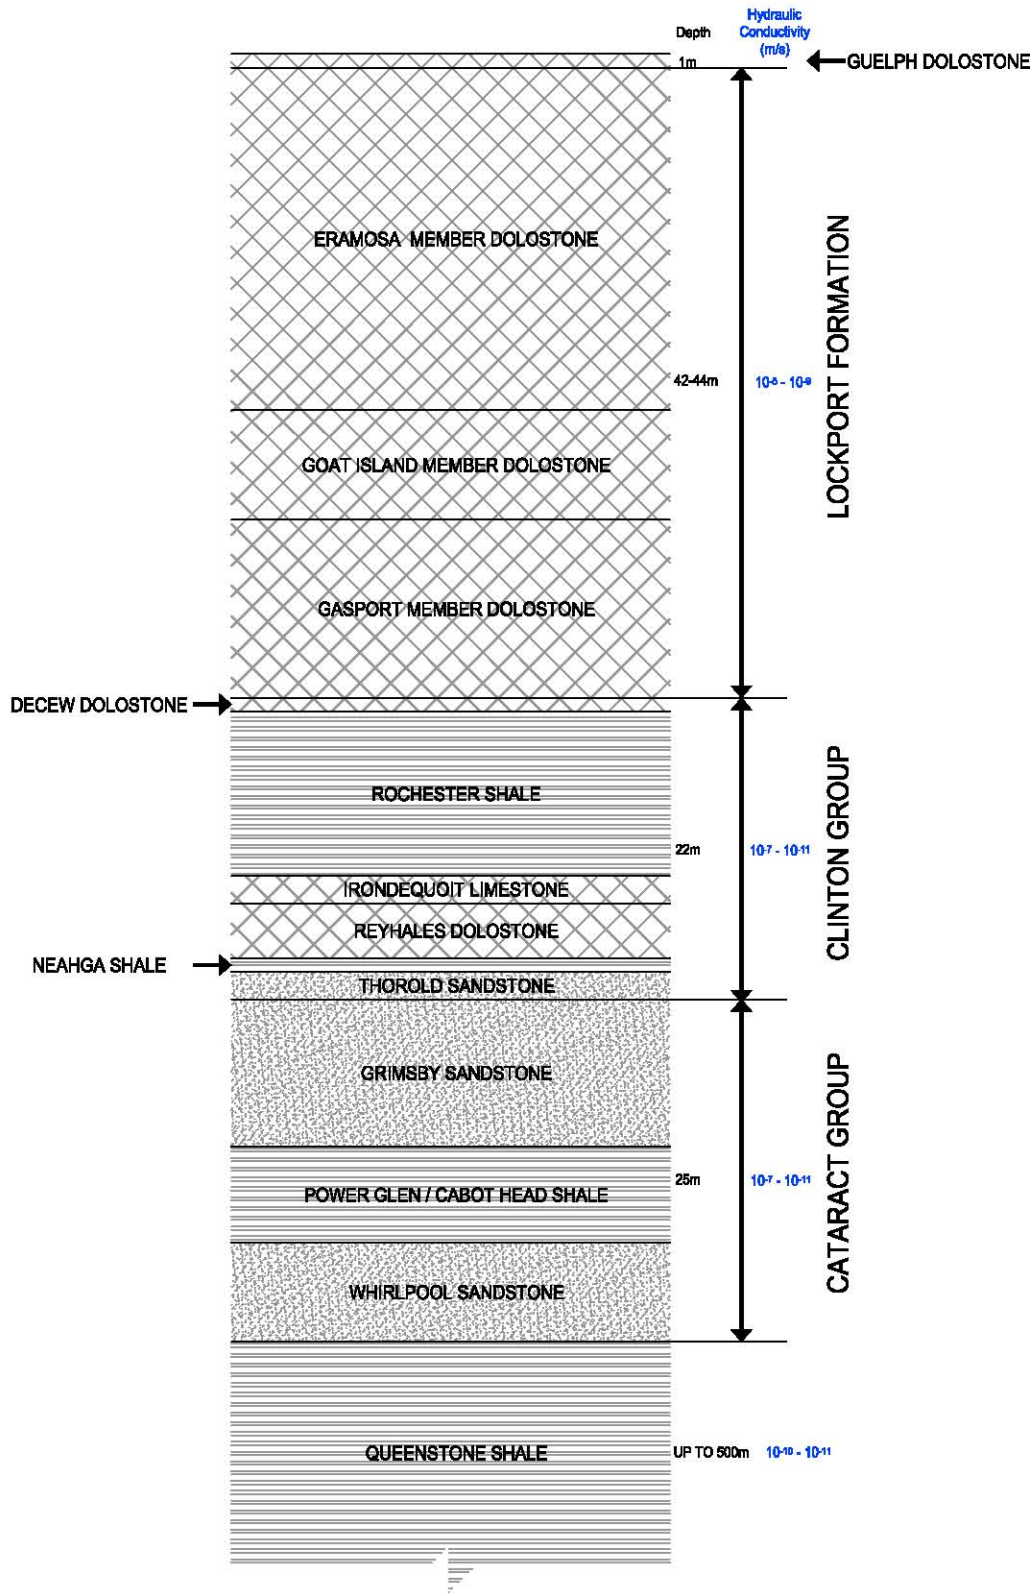 Depth
Hydraulic
Conductivity
(m/s)
1m
GUELPH DOLOSTONE
ERAMOSA MEMBER DOLOSTONE
LOCKPORT FORMATION
42-44m
GOAT ISLAND MEMBER DOLOSTONE
GASPORT MEMBER DOLOSTONE
DECEW DOLOSTONE
ROCHESTER SHALE
22m
10-7 - 10-11
CLINTON GROUP
IRONDEQUOIT LIMESTONE
REYHALES DOLOSTONE
NEAHGA SHALE
THOROLD SANDSTONE
GRIMSBY SANDSTONE
CATARACT GROUP
25m
10-7 - 10-11
POWER GLEN / CABOT HEAD SHALE
WHIRLPOOL SANDSTONE
QUEENSTONE SHALE
UP TO 500m
10-10 - 10-11